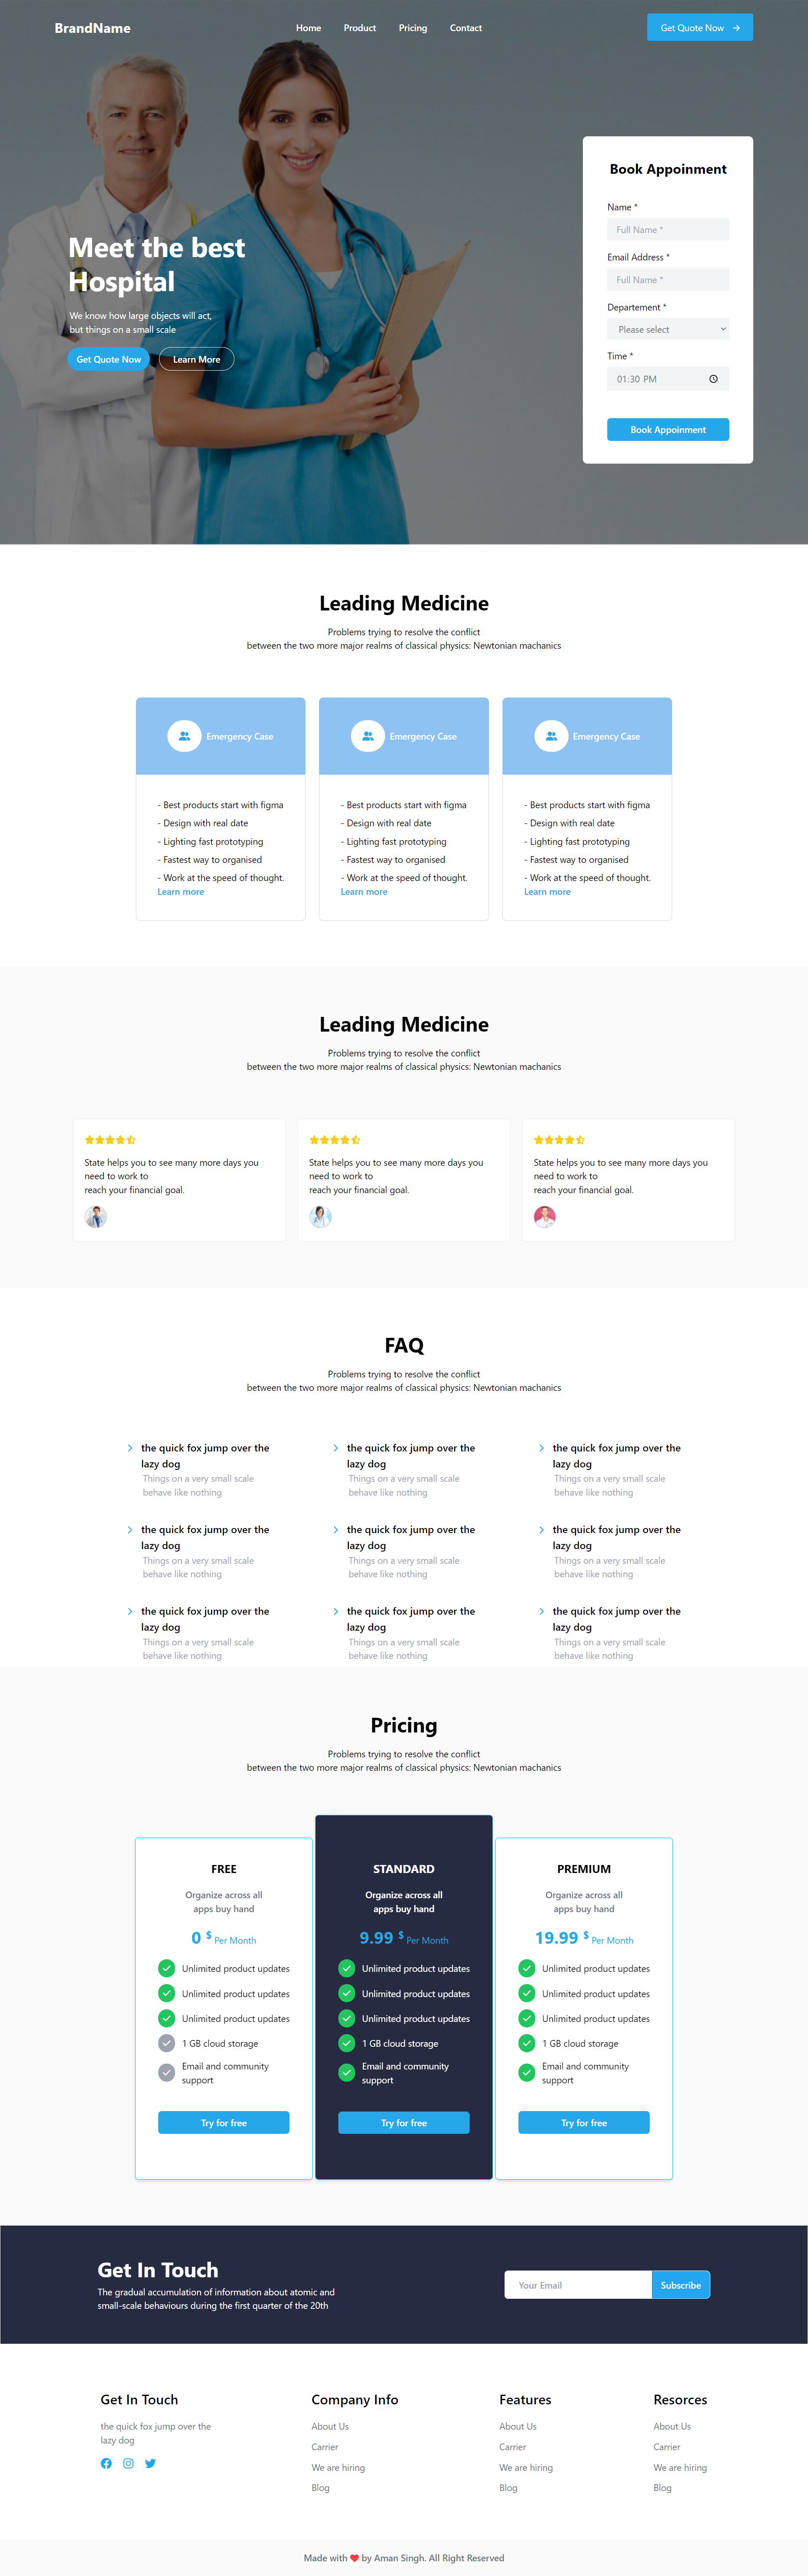 BrandName
Home Product Pricing Contact
Get Quote Now
Meet the best
Hospital
We know how large objects will act,
but things on a small scale
Get Quote Now Learn More
Book Appoinment
Name *
Full Name *
Email Address *
Full Name *
Departement *
Please select
Time *
01:30 PM
Book Appoinment
Leading Medicine
Problems trying to resolve the conflict
between the two more major realms of classical physics: Newtonian machanics
Emergency Case
- Best products start with figma
- Design with real date
- Lighting fast prototyping
- Fastest way to organised
- Work at the speed of thought.
Learn more
Emergency Case
- Best products start with figma
- Design with real date
- Lighting fast prototyping
- Fastest way to organised
- Work at the speed of thought.
Learn more
Emergency Case
- Best products start with figma
- Design with real date
- Lighting fast prototyping
- Fastest way to organised
- Work at the speed of thought.
Learn more
Leading Medicine
Problems trying to resolve the conflict
between the two more major realms of classical physics: Newtonian machanics
State helps you to see many more days you
need to work to
reach your financial goal.
State helps you to see many more days you
need to work to
reach your financial goal.
State helps you to see many more days you
need to work to
reach your financial goal.
FAQ
Problems trying to resolve the conflict
between the two more major realms of classical physics: Newtonian machanics
the quick fox jump over the
lazy dog
Things on a very small scale
behave like nothing
the quick fox jump over the
lazy dog
Things on a very small scale
behave like nothing
the quick fox jump over the
lazy dog
Things on a very small scale
behave like nothing
the quick fox jump over the
lazy dog
Things on a very small scale
behave like nothing
the quick fox jump over the
lazy dog
Things on a very small scale
behave like nothing
the quick fox jump over the
lazy dog
Things on a very small scale
behave like nothing
the quick fox jump over the
lazy dog
Things on a very small scale
behave like nothing
the quick fox jump over the
lazy dog
Things on a very small scale
behave like nothing
the quick fox jump over the
lazy dog
Things on a very small scale
behave like nothing
Pricing
Problems trying to resolve the conflict
between the two more major realms of classical physics: Newtonian machanics
FREE
Organize across all
apps buy hand
0 $ Per Month
Unlimited product updates
Unlimited product updates
Unlimited product updates
1 GB cloud storage
Email and community
support
Try for free
STANDARD
Organize across all
apps buy hand
9.99 $ Per Month
Unlimited product updates
Unlimited product updates
Unlimited product updates
1 GB cloud storage
Email and community
support
Try for free
PREMIUM
Organize across all
apps buy hand
19.99 $ Per Month
Unlimited product updates
Unlimited product updates
Unlimited product updates
1 GB cloud storage
Email and community
support
Try for free
Get In Touch
The gradual accumulation of information about atomic and
small-scale behaviours during the first quarter of the 20th
Your Email
Subscribe
Get In Touch
the quick fox jump over the
lazy dog
Company Info
About Us
Carrier
We are hiring
Blog
Features
About Us
Carrier
We are hiring
Blog
Resorces
About Us
Carrier
We are hiring
Blog
Made with ❤ by Aman Singh. All Right Reserved